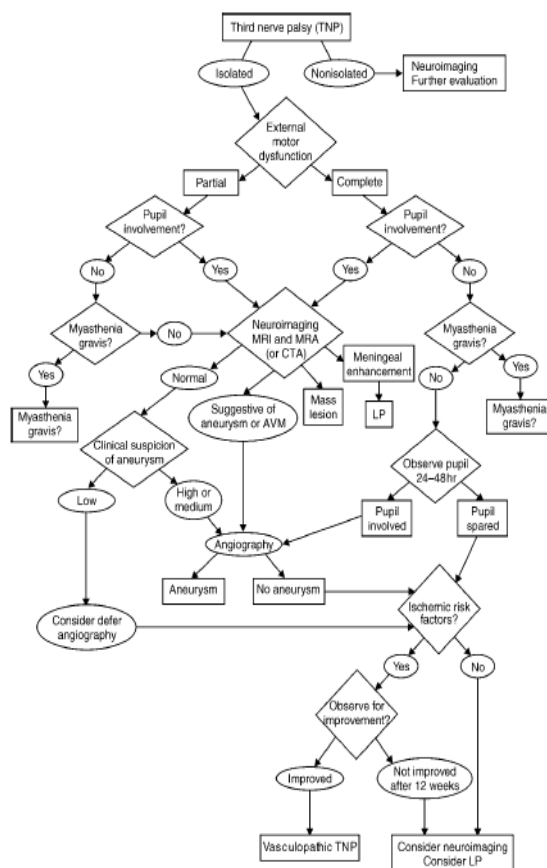 Third nerve palsy (TNP)
Isolated
Nonisolated
Neuroimaging
Further evaluation
External
motor
dysfunction
Partial
Complete
Pupil
involvement?
Pupil
involvement?
No
Yes
Yes
No
Myasthenia
gravis?
No
Neuroimaging
MRI and MRA
(or CTA)
Meningeal
enhancement
Myasthenia
gravis?
Yes
Normal
Suggestive of
aneurysm or AVM
Mass
lesion
LP
No
Yes
Myasthenia
gravis?
Myasthenia
gravis?
Clinical suspicion
of aneurysm
Observe pupil
24–48hr
Low
High or
medium
Pupil
involved
Pupil
spared
Angiography
Aneurysm
No aneurysm
Consider defer
angiography
Ischemic risk
factors?
Yes
No
Observe for
improvement?
Improved
Not improved
after 12 weeks
Vasculopathic TNP
Consider neuroimaging
Consider LP